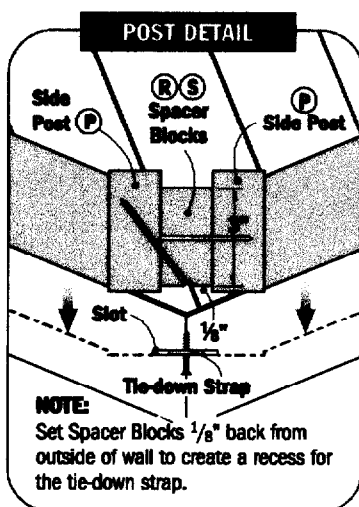 POST DETAIL
Side
Post P
R S
Spacer
Blocks
P
Side Post
Slot
1/8"
Tie-down Strap
NOTE:
Set Spacer Blocks 1/8" back from
outside of wall to create a recess for
the tie-down strap.